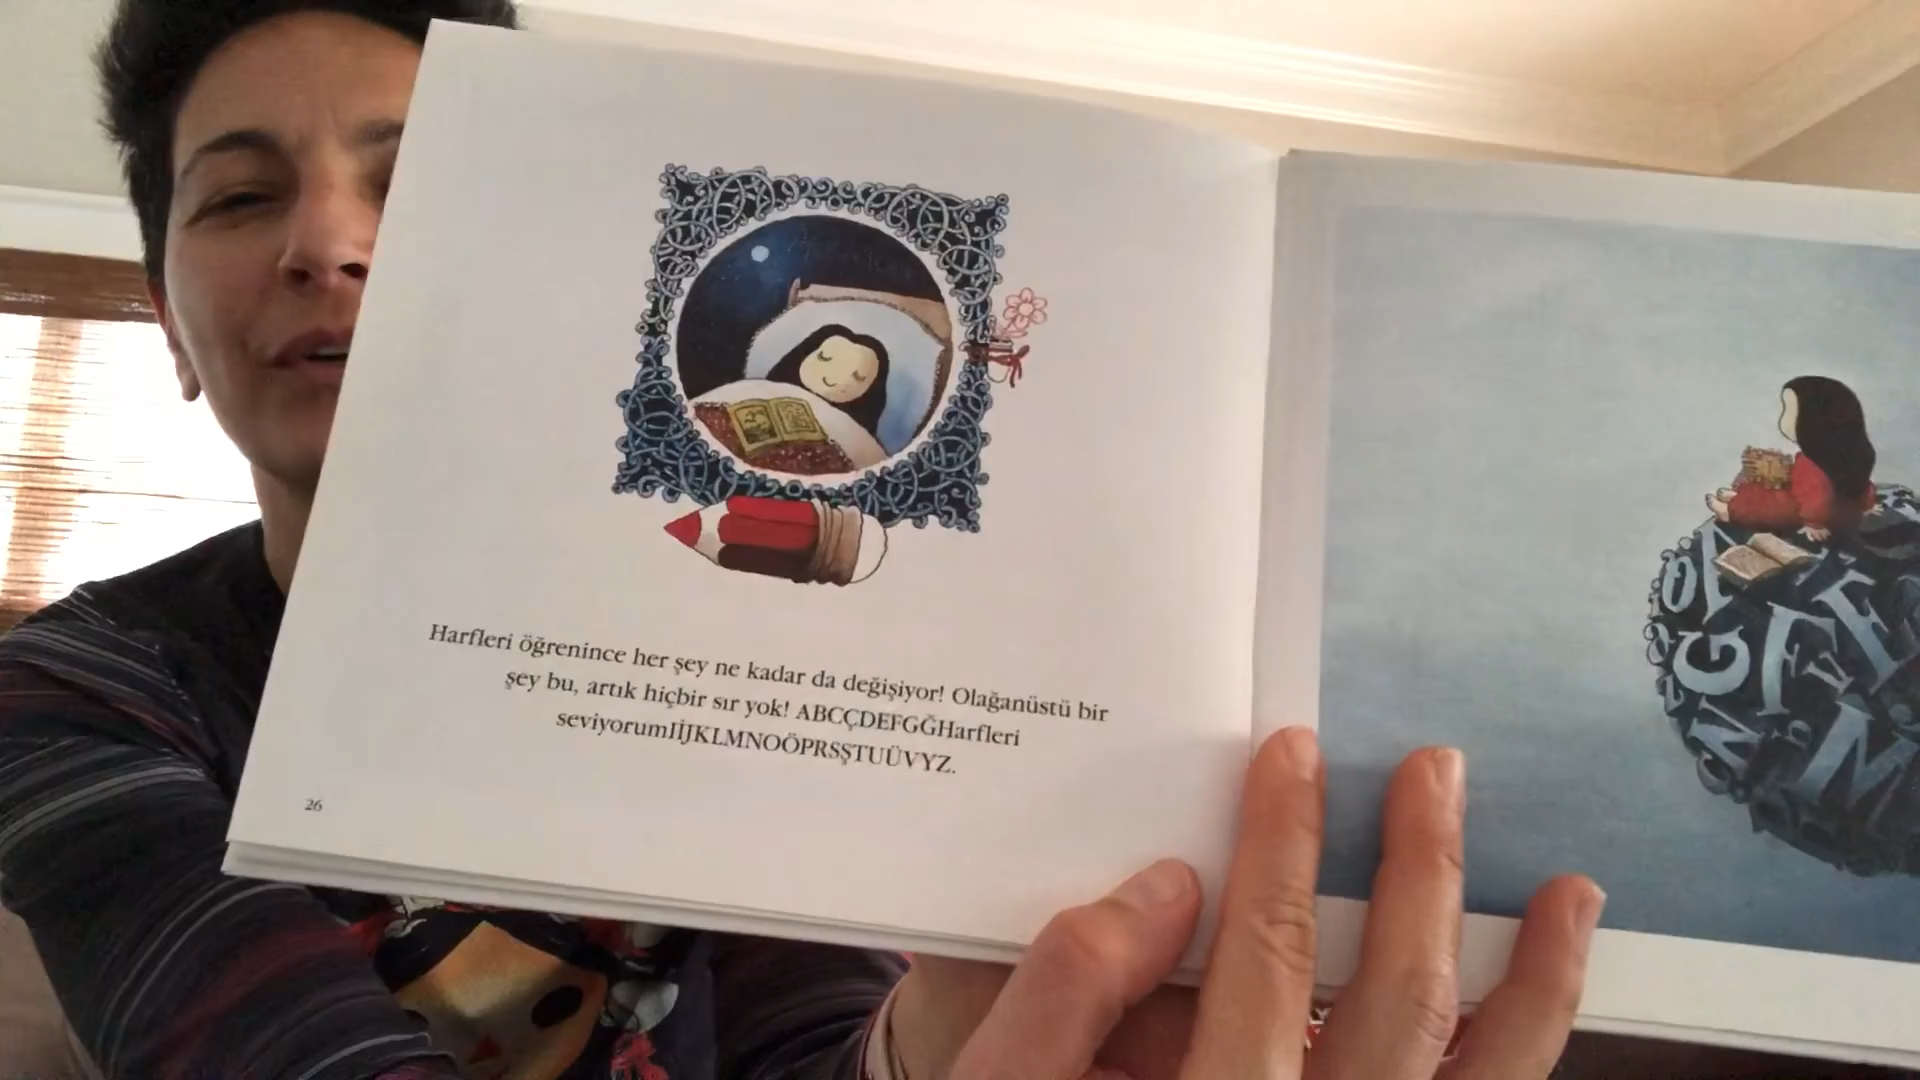 Harfleri öğrenince her şey ne kadar da değişiyor! Olağanüstü bir
şey bu, artık hiçbir sır yok! ABCÇDEFGĞHarfleri
seviyorumIİJKLMNOÖPRSŞTUÜVYZ.
26